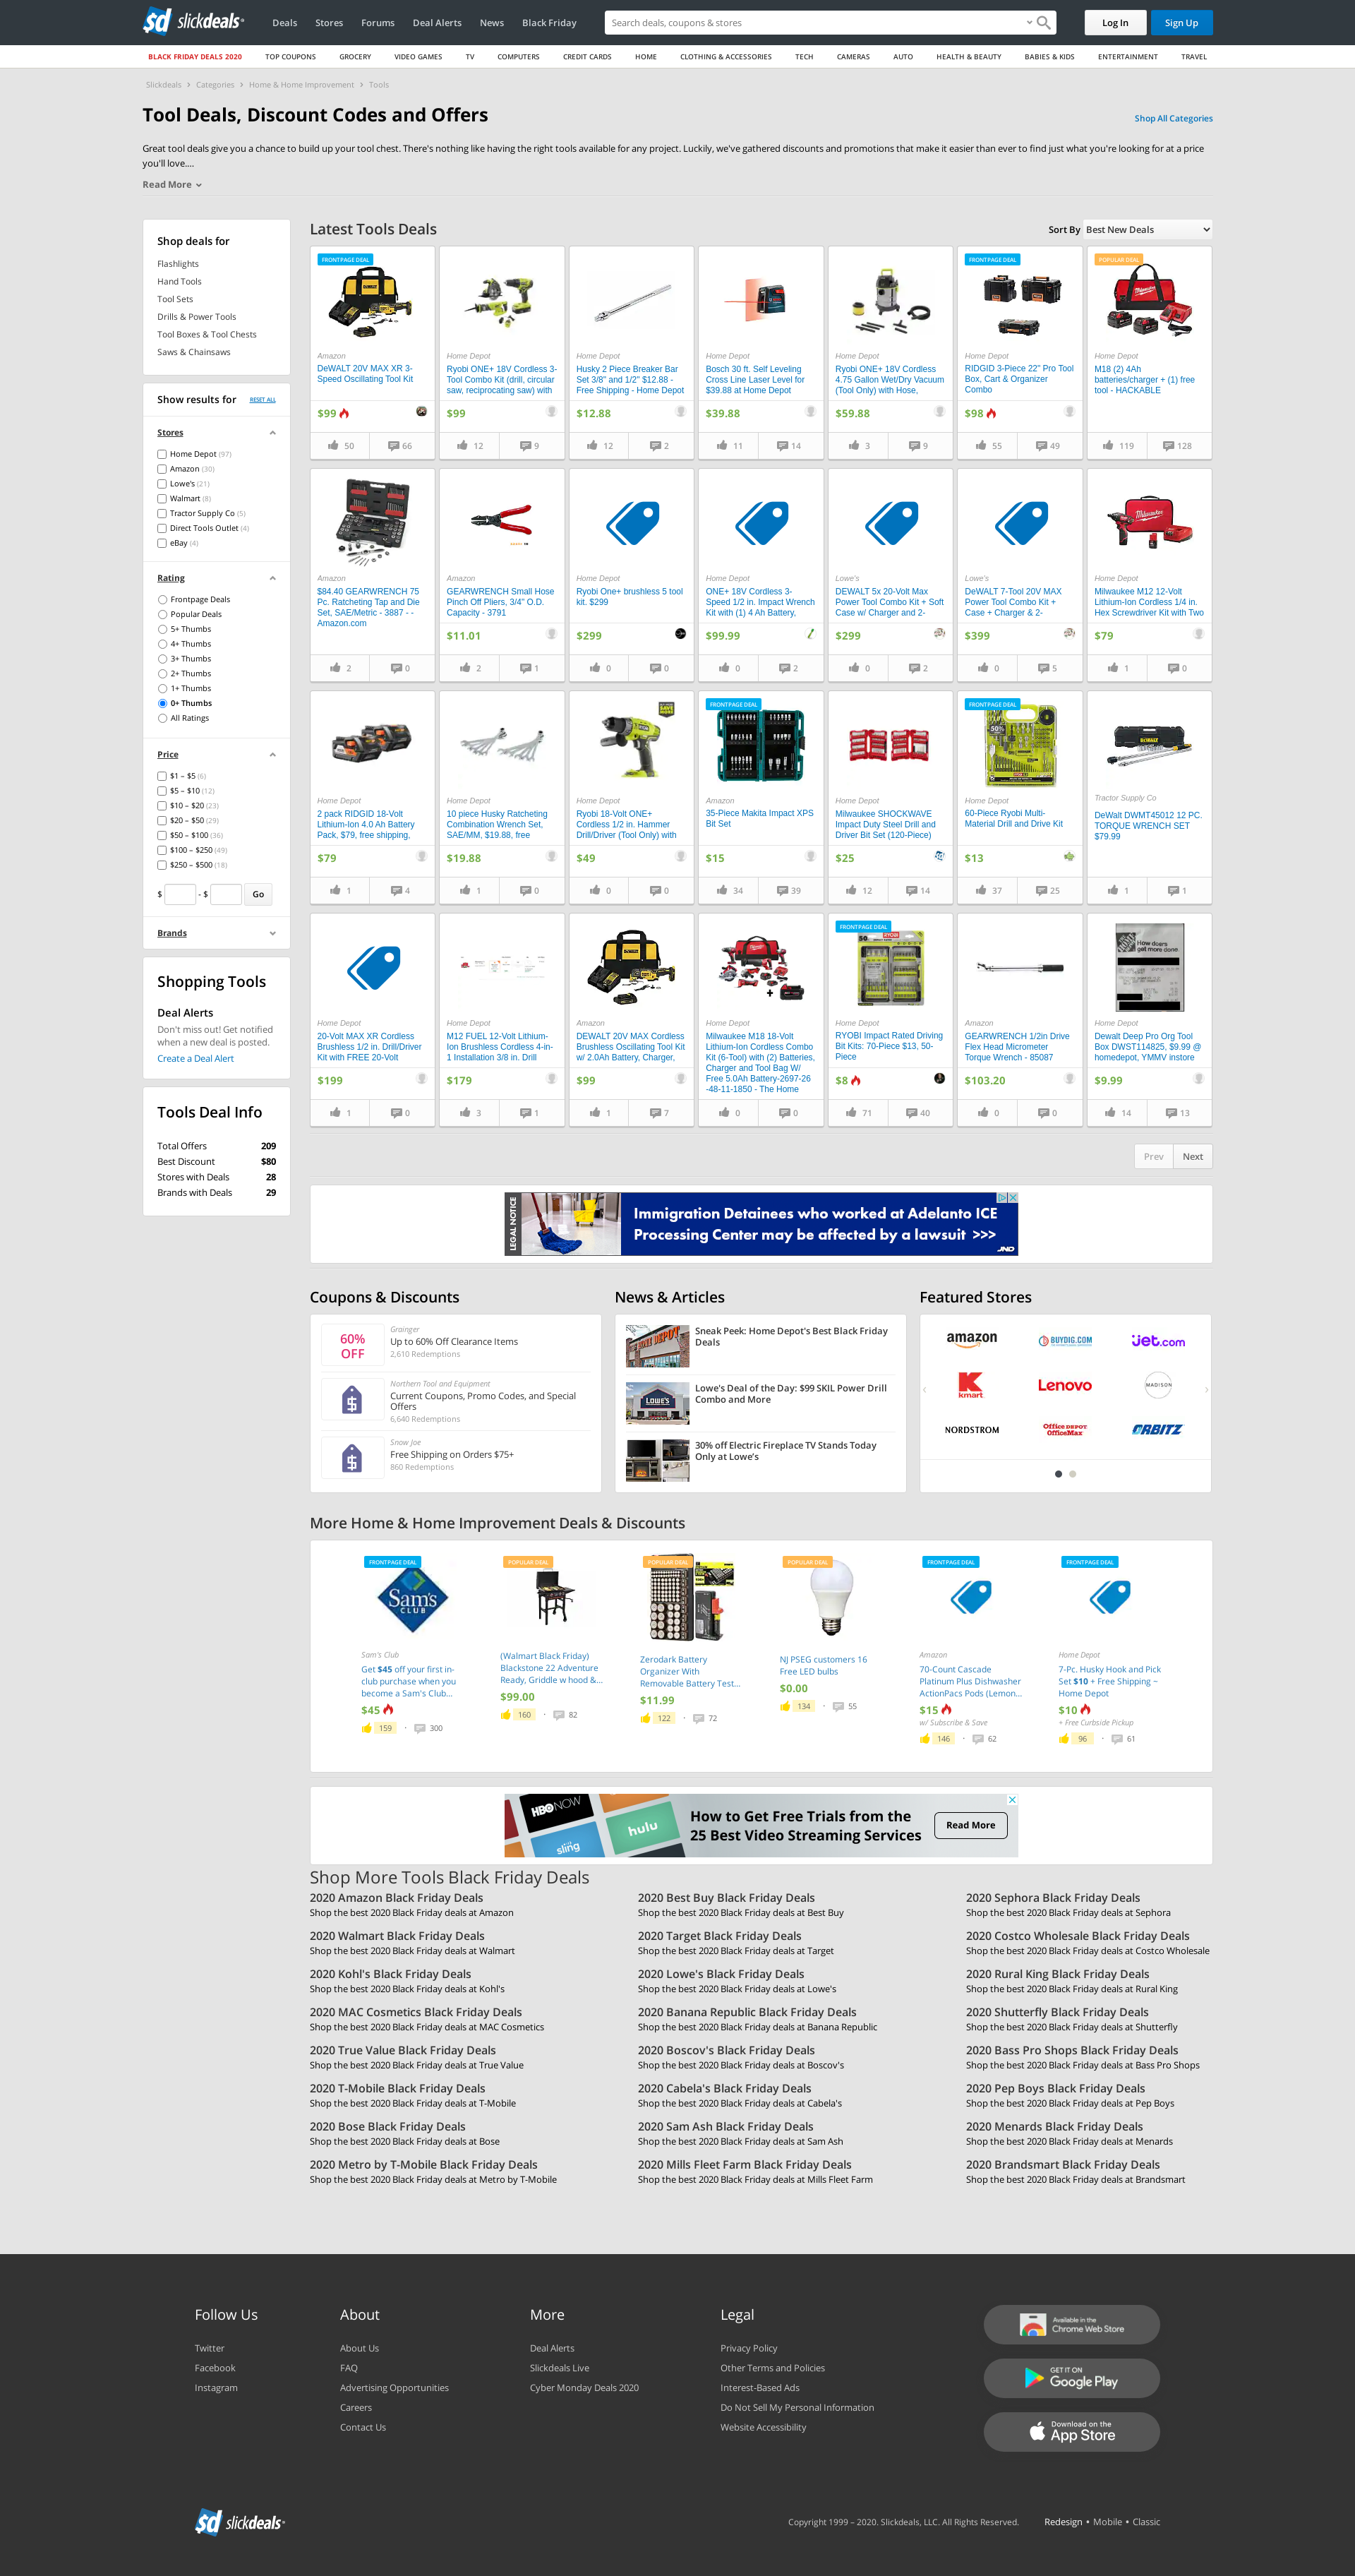 slickdeals
Deals
Stores
Forums
Deal Alerts
News
Black Friday
Search deals, coupons & stores
Log In
Sign Up
BLACK FRIDAY DEALS 2020
TOP COUPONS
GROCERY
VIDEO GAMES
TV
COMPUTERS
CREDIT CARDS
HOME
CLOTHING & ACCESSORIES
TECH
CAMERAS
AUTO
HEALTH & BEAUTY
BABIES & KIDS
ENTERTAINMENT
TRAVEL
Slickdeals > Categories > Home & Home Improvement > Tools
Tool Deals, Discount Codes and Offers
Shop All Categories
Great tool deals give you a chance to build up your tool chest. There's nothing like having the right tools available for any project. Luckily, we've gathered discounts and promotions that make it easier than ever to find just what you're looking for at a price
you'll love....
Read More
Shop deals for
Flashlights
Hand Tools
Tool Sets
Drills & Power Tools
Tool Boxes & Tool Chests
Saws & Chainsaws
Show results for
RESET ALL
Stores
Home Depot (97)
Amazon (30)
Lowe's (21)
Walmart (8)
Tractor Supply Co (5)
Direct Tools Outlet (4)
eBay (4)
Rating
Frontpage Deals
Popular Deals
5+ Thumbs
4+ Thumbs
3+ Thumbs
2+ Thumbs
1+ Thumbs
0+ Thumbs
All Ratings
Price
$1 – $5 (6)
$5 – $10 (12)
$10 – $20 (23)
$20 – $50 (29)
$50 – $100 (36)
$100 – $250 (49)
$250 – $500 (18)
$ - $ Go
Brands
Shopping Tools
Deal Alerts
Don't miss out! Get notified
when a new deal is posted.
Create a Deal Alert
Tools Deal Info
Total Offers 209
Best Discount $80
Stores with Deals 28
Brands with Deals 29
Latest Tools Deals
Sort By Best New Deals
FRONTPAGE DEAL
Amazon
DeWALT 20V MAX XR 3-
Speed Oscillating Tool Kit
$99
50 66
Home Depot
Ryobi ONE+ 18V Cordless 3-
Tool Combo Kit (drill, circular
saw, reciprocating saw) with
$99
12 9
Home Depot
Husky 2 Piece Breaker Bar
Set 3/8" and 1/2" $12.88 -
Free Shipping - Home Depot
$12.88
12 2
Home Depot
Bosch 30 ft. Self Leveling
Cross Line Laser Level for
$39.88 at Home Depot
$39.88
11 14
Home Depot
Ryobi ONE+ 18V Cordless
4.75 Gallon Wet/Dry Vacuum
(Tool Only) with Hose,
$59.88
3 9
FRONTPAGE DEAL
Home Depot
RIDGID 3-Piece 22" Pro Tool
Box, Cart & Organizer
Combo
$98
55 49
POPULAR DEAL
Home Depot
M18 (2) 4Ah
batteries/charger + (1) free
tool - HACKABLE
119 128
Amazon
$84.40 GEARWRENCH 75
Pc. Ratcheting Tap and Die
Set, SAE/Metric - 3887 - -
Amazon.com
2 0
Amazon
GEARWRENCH Small Hose
Pinch Off Pliers, 3/4" O.D.
Capacity - 3791
$11.01
2 1
Home Depot
Ryobi One+ brushless 5 tool
kit. $299
$299
0 0
Home Depot
ONE+ 18V Cordless 3-
Speed 1/2 in. Impact Wrench
Kit with (1) 4 Ah Battery,
$99.99
0 2
Lowe's
DEWALT 5x 20-Volt Max
Power Tool Combo Kit + Soft
Case w/ Charger and 2-
$299
0 2
Lowe's
DeWALT 7-Tool 20V MAX
Power Tool Combo Kit +
Case + Charger & 2-
$399
0 5
Milwaukee
Home Depot
Milwaukee M12 12-Volt
Lithium-Ion Cordless 1/4 in.
Hex Screwdriver Kit with Two
$79
1 0
Home Depot
2 pack RIDGID 18-Volt
Lithium-Ion 4.0 Ah Battery
Pack, $79, free shipping,
$79
1 4
Home Depot
10 piece Husky Ratcheting
Combination Wrench Set,
SAE/MM, $19.88, free
$19.88
1 0
SAVE MORE
Home Depot
Ryobi 18-Volt ONE+
Cordless 1/2 in. Hammer
Drill/Driver (Tool Only) with
$49
0 0
FRONTPAGE DEAL
Amazon
35-Piece Makita Impact XPS
Bit Set
$15
34 39
Home Depot
Milwaukee SHOCKWAVE
Impact Duty Steel Drill and
Driver Bit Set (120-Piece)
$25
12 14
FRONTPAGE DEAL
50%
Home Depot
60-Piece Ryobi Multi-
Material Drill and Drive Kit
$13
37 25
DEWALT
Tractor Supply Co
DeWalt DWMT45012 12 PC.
TORQUE WRENCH SET
$79.99
1 1
Home Depot
20-Volt MAX XR Cordless
Brushless 1/2 in. Drill/Driver
Kit with FREE 20-Volt
$199
1 0
Home Depot
M12 FUEL 12-Volt Lithium-
Ion Brushless Cordless 4-in-
1 Installation 3/8 in. Drill
$179
3 1
Amazon
DEWALT 20V MAX Cordless
Brushless Oscillating Tool Kit
w/ 2.0Ah Battery, Charger,
$99
1 7
+
Home Depot
Milwaukee M18 18-Volt
Lithium-Ion Cordless Combo
Kit (6-Tool) with (2) Batteries,
Charger and Tool Bag W/
Free 5.0Ah Battery-2697-26
-48-11-1850 - The Home
0 0
FRONTPAGE DEAL
50 RYOBI
Home Depot
RYOBI Impact Rated Driving
Bit Kits: 70-Piece $13, 50-
Piece
$8
71 40
Amazon
GEARWRENCH 1/2in Drive
Flex Head Micrometer
Torque Wrench - 85087
$103.20
0 0
How doers
get more done.
Home Depot
Dewalt Deep Pro Org Tool
Box DWST114825, $9.99 @
homedepot, YMMV instore
$9.99
14 13
Prev
Next
LEGAL NOTICE
Immigration Detainees who worked at Adelanto ICE
Processing Center may be affected by a lawsuit >>>
JND
Coupons & Discounts
60%
OFF
Grainger
Up to 60% Off Clearance Items
2,610 Redemptions
Northern Tool and Equipment
Current Coupons, Promo Codes, and Special
Offers
6,640 Redemptions
Snow Joe
Free Shipping on Orders $75+
860 Redemptions
News & Articles
Sneak Peek: Home Depot's Best Black Friday
Deals
LOWE'S
Lowe's Deal of the Day: $99 SKIL Power Drill
Combo and More
30% off Electric Fireplace TV Stands Today
Only at Lowe's
Featured Stores
amazon
BUYDIG.COM
jet.com
kmart
Lenovo
MADISON
NORDSTROM
Office DEPOT
OfficeMax
ORBITZ
More Home & Home Improvement Deals & Discounts
FRONTPAGE DEAL
Sam's
CLUB
Sam's Club
Get $45 off your first in-
club purchase when you
become a Sam's Club...
$45
159 · 300
POPULAR DEAL
(Walmart Black Friday)
Blackstone 22 Adventure
Ready, Griddle w hood &...
$99.00
160 · 82
POPULAR DEAL
Zerodark Battery
Organizer With
Removable Battery Test...
$11.99
122 · 72
POPULAR DEAL
NJ PSEG customers 16
Free LED bulbs
$0.00
134 · 55
FRONTPAGE DEAL
Amazon
70-Count Cascade
Platinum Plus Dishwasher
ActionPacs Pods (Lemon...
$15
w/ Subscribe & Save
146 · 62
FRONTPAGE DEAL
Home Depot
7-Pc. Husky Hook and Pick
Set $10 + Free Shipping ~
Home Depot
$10
+ Free Curbside Pickup
96 · 61
HBO NOW
sling
hulu
How to Get Free Trials from the
25 Best Video Streaming Services
Read More
Shop More Tools Black Friday Deals
2020 Amazon Black Friday Deals
Shop the best 2020 Black Friday deals at Amazon
2020 Best Buy Black Friday Deals
Shop the best 2020 Black Friday deals at Best Buy
2020 Sephora Black Friday Deals
Shop the best 2020 Black Friday deals at Sephora
2020 Walmart Black Friday Deals
Shop the best 2020 Black Friday deals at Walmart
2020 Target Black Friday Deals
Shop the best 2020 Black Friday deals at Target
2020 Costco Wholesale Black Friday Deals
Shop the best 2020 Black Friday deals at Costco Wholesale
2020 Kohl's Black Friday Deals
Shop the best 2020 Black Friday deals at Kohl's
2020 Lowe's Black Friday Deals
Shop the best 2020 Black Friday deals at Lowe's
2020 Rural King Black Friday Deals
Shop the best 2020 Black Friday deals at Rural King
2020 MAC Cosmetics Black Friday Deals
Shop the best 2020 Black Friday deals at MAC Cosmetics
2020 Banana Republic Black Friday Deals
Shop the best 2020 Black Friday deals at Banana Republic
2020 Shutterfly Black Friday Deals
Shop the best 2020 Black Friday deals at Shutterfly
2020 True Value Black Friday Deals
Shop the best 2020 Black Friday deals at True Value
2020 Boscov's Black Friday Deals
Shop the best 2020 Black Friday deals at Boscov's
2020 Bass Pro Shops Black Friday Deals
Shop the best 2020 Black Friday deals at Bass Pro Shops
2020 T-Mobile Black Friday Deals
Shop the best 2020 Black Friday deals at T-Mobile
2020 Cabela's Black Friday Deals
Shop the best 2020 Black Friday deals at Cabela's
2020 Pep Boys Black Friday Deals
Shop the best 2020 Black Friday deals at Pep Boys
2020 Bose Black Friday Deals
Shop the best 2020 Black Friday deals at Bose
2020 Sam Ash Black Friday Deals
Shop the best 2020 Black Friday deals at Sam Ash
2020 Menards Black Friday Deals
Shop the best 2020 Black Friday deals at Menards
2020 Metro by T-Mobile Black Friday Deals
Shop the best 2020 Black Friday deals at Metro by T-Mobile
2020 Mills Fleet Farm Black Friday Deals
Shop the best 2020 Black Friday deals at Mills Fleet Farm
2020 Brandsmart Black Friday Deals
Shop the best 2020 Black Friday deals at Brandsmart
Follow Us
Twitter
Facebook
Instagram
About
About Us
FAQ
Advertising Opportunities
Careers
Contact Us
More
Deal Alerts
Slickdeals Live
Cyber Monday Deals 2020
Legal
Privacy Policy
Other Terms and Policies
Interest-Based Ads
Do Not Sell My Personal Information
Website Accessibility
Available in the
Chrome Web Store
GET IT ON
Google Play
Download on the
App Store
slickdeals
Copyright 1999 – 2020. Slickdeals, LLC. All Rights Reserved.
Redesign • Mobile • Classic